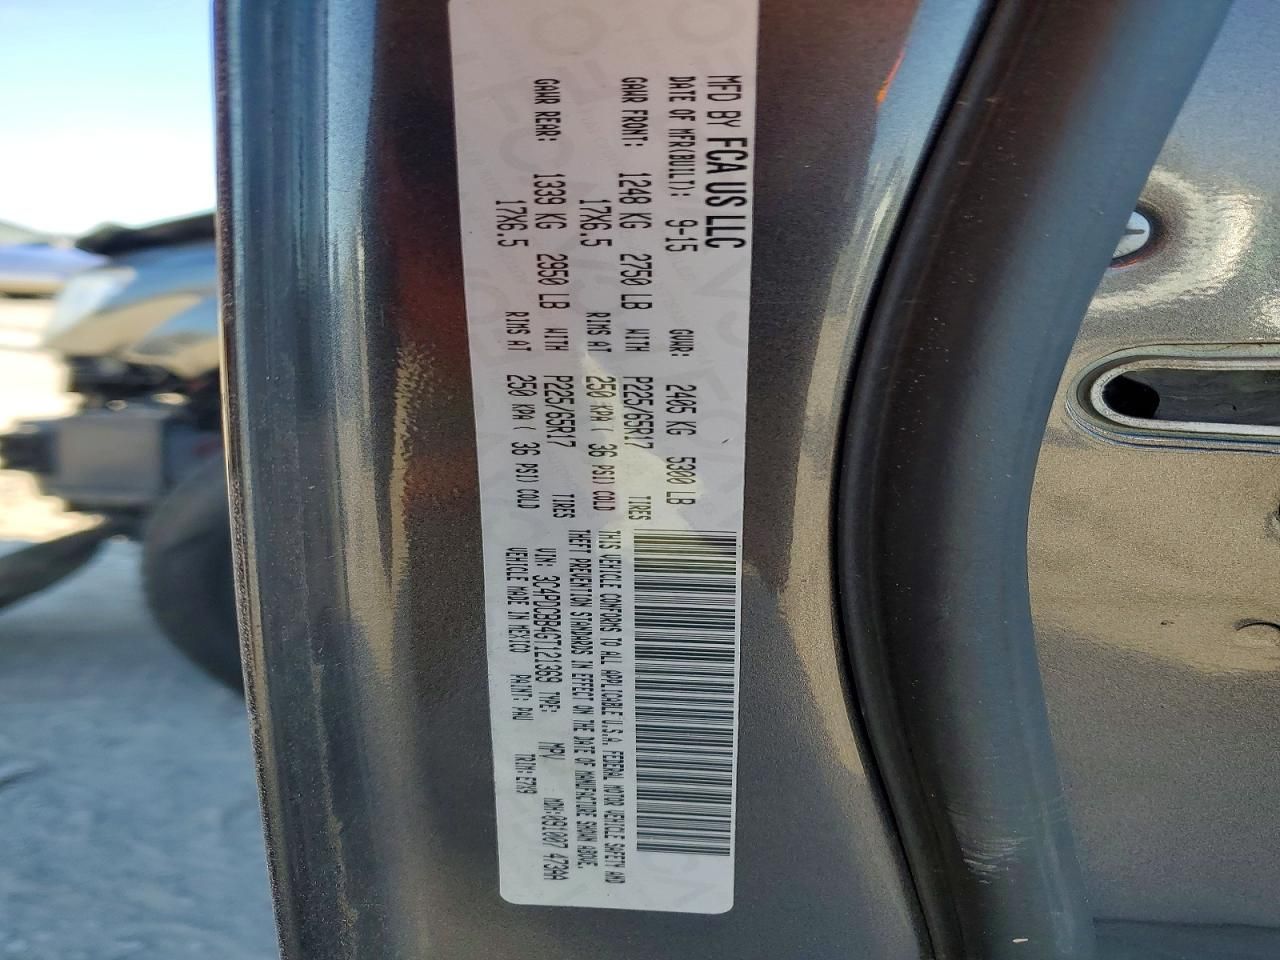 MFD BY FCA US LLC
DATE OF MFR(BUILT): 9-15 GVWR: 2405 KG 5300 LB
GAWR FRONT: 1248 KG 2750 LB WITH P225/65R17 TIRES
17X6.5 RIMS AT 250 KPA( 36 PSI) COLD
GAWR REAR: 1339 KG 2950 LB WITH P225/65R17 TIRES
17X6.5 RIMS AT 250 KPA( 36 PSI) COLD
THIS VEHICLE CONFORMS TO ALL APPLICABLE U.S.A. FEDERAL MOTOR VEHICLE SAFETY AND
THEFT PREVENTION STANDARDS IN EFFECT ON THE DATE OF MANUFACTURE SHOWN ABOVE.
VIN: 3C4PDCBB4GT121369 TYPE: MPV MDH:091007 4739A
VEHICLE MADE IN MEXICO PAINT: PAU TRIM:E7X9